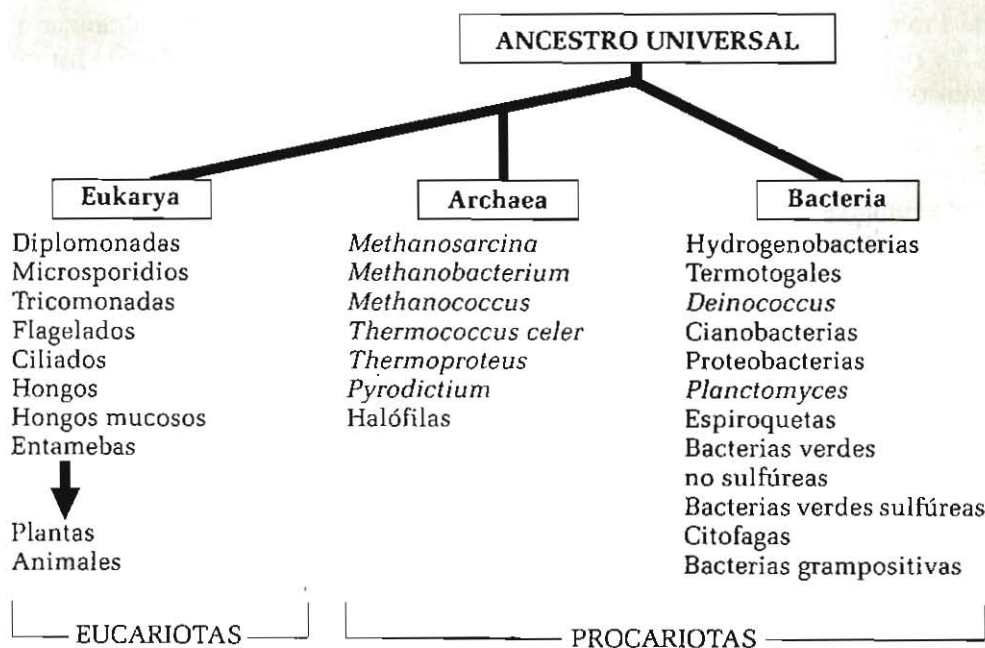 ANCESTRO UNIVERSAL
Eukarya
Diplomonadas
Microsporidios
Tricomonadas
Flagelados
Ciliados
Hongos
Hongos mucosos
Entamebas
Plantas
Animales
Archaea
Methanosarcina
Methanobacterium
Methanococcus
Thermococcus celer
Thermoproteus
Pyrodictium
Halófilas
Bacteria
Hydrogenobacterias
Termotogales
Deinococcus
Cianobacterias
Proteobacterias
Planctomyces
Espiroquetas
Bacterias verdes
no sulfúreas
Bacterias verdes sulfúreas
Citofagas
Bacterias grampositivas
EUCARIOTAS
PROCARIOTAS